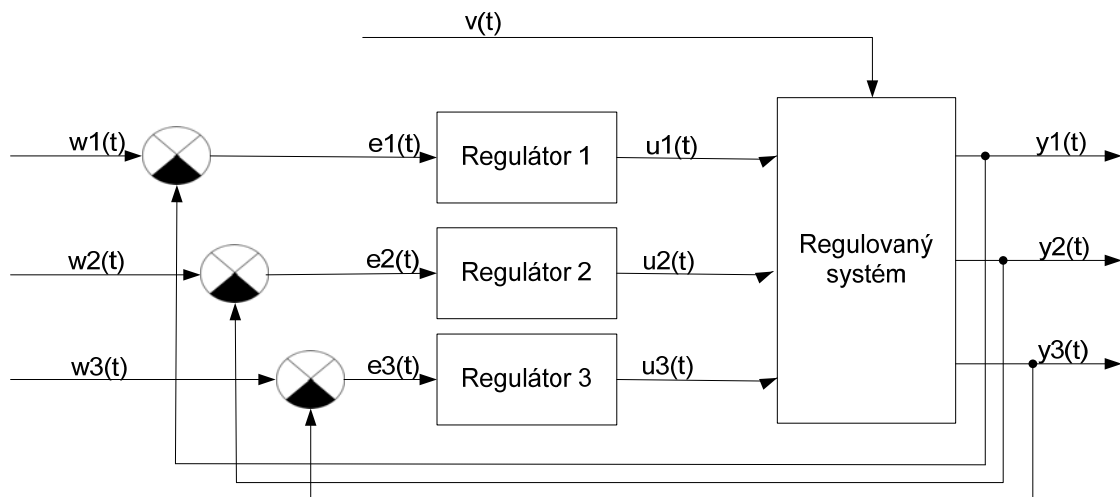 v(t)
w1(t)
e1(t)
Regulátor 1
u1(t)
y1(t)
w2(t)
e2(t)
Regulátor 2
u2(t)
Regulovaný
systém
y2(t)
w3(t)
e3(t)
Regulátor 3
u3(t)
y3(t)